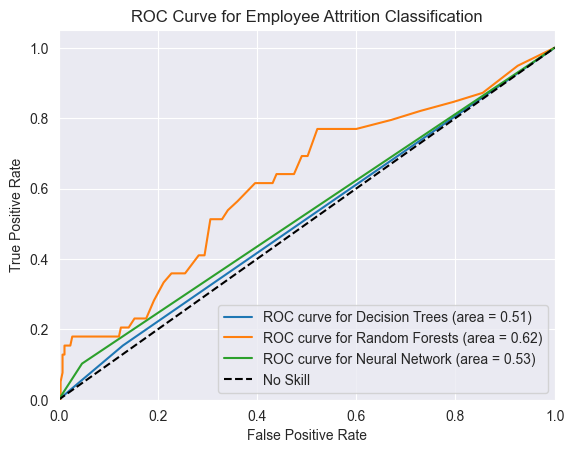 ROC Curve for Employee Attrition Classification
True Positive Rate
1.0
0.8
0.6
0.4
0.2
0.0
ROC curve for Decision Trees (area = 0.51)
ROC curve for Random Forests (area = 0.62)
ROC curve for Neural Network (area = 0.53)
No Skill
0.0 0.2 0.4 0.6 0.8 1.0
False Positive Rate